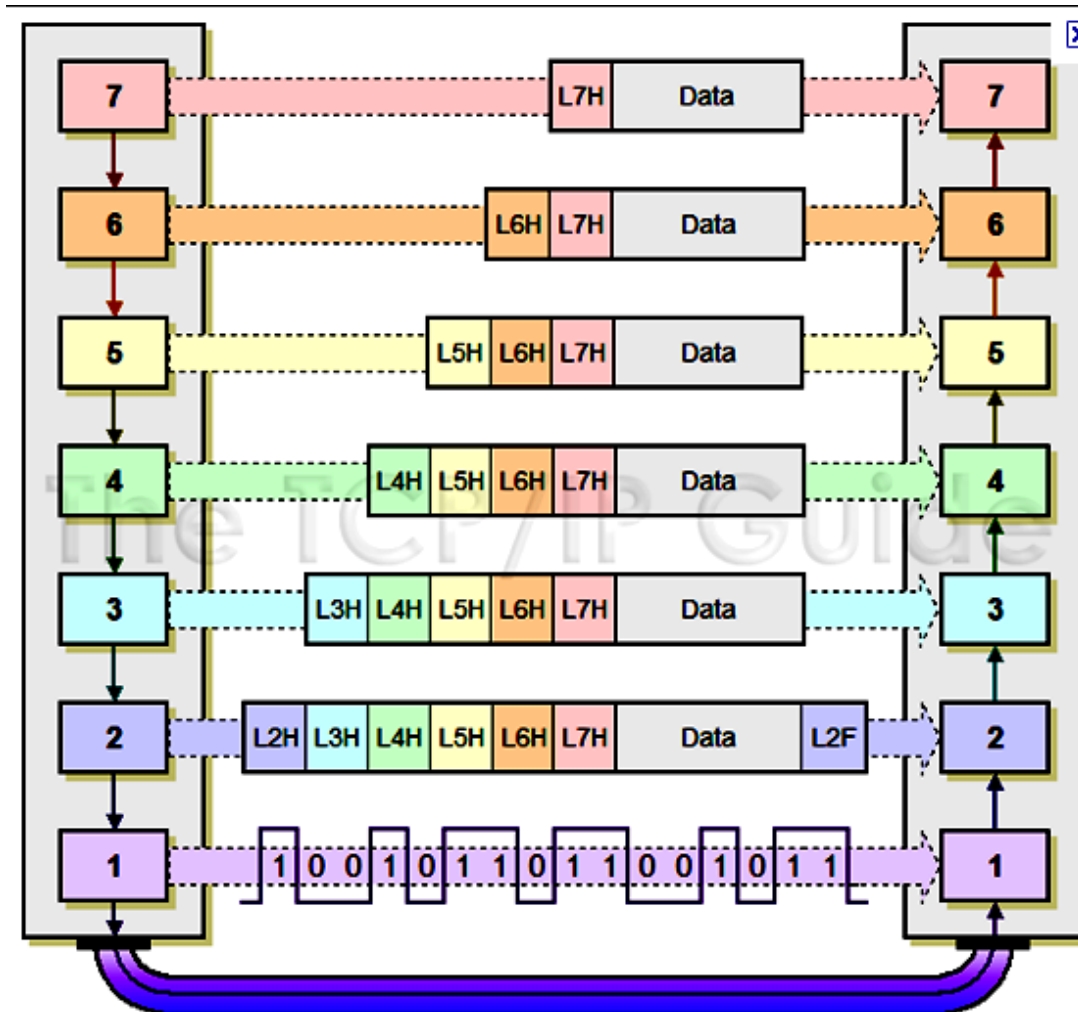 7 L7H Data 7
6 L6H L7H Data 6
5 L5H L6H L7H Data 5
4 L4H L5H L6H L7H Data 4
The TCP/IP Guide
3 L3H L4H L5H L6H L7H Data 3
2 L2H L3H L4H L5H L6H L7H Data L2F 2
1 1 0 0 1 0 1 1 0 1 1 0 0 1 0 1 1 1